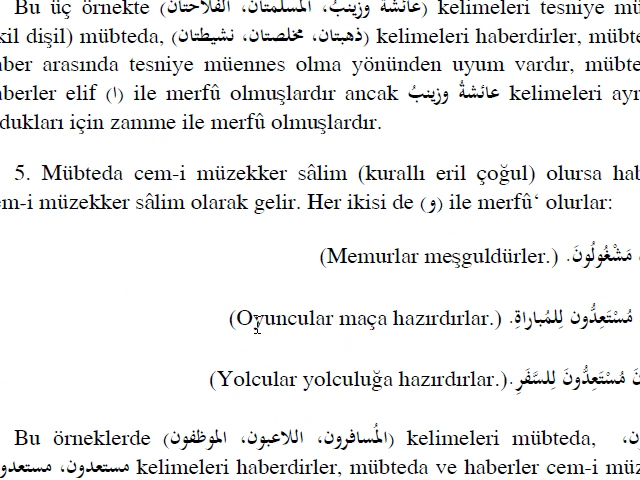 Bu üç örnekte (عائشةُ وزينبُ، المسلمتان، الفلاحتان) kelimeleri tesniye mü
kil dişil) mübteda, (ذهبتان، مخلصتان، نشيطتان) kelimeleri haberdirler, mübte
aber arasında tesniye müennes olma yönünden uyum vardır, mübte
aberler elif (ا) ile merfû olmuşlardır ancak عائشةُ وزينبُ kelimeleri ayr
dukları için zamme ile merfû olmuşlardır.
5. Mübteda cem-i müzekker sâlim (kurallı eril çoğul) olursa hab
em-i müzekker sâlim olarak gelir. Her ikisi de (و) ile merfû‘ olurlar:
مَشْغُولُونَ. (Memurlar meşguldürler.)
مُسْتَعِدُّون لِلمُباراةِ. (Oyuncular maça hazırdırlar.)
نَ مُسْتَعِدُّونَ لِلسَّفَرِ. (Yolcular yolculuğa hazırdırlar.)
Bu örneklerde (المُسافرون، اللاعبون، الموظفون) kelimeleri mübteda, ون،
مستعدون، مستعدو kelimeleri haberdirler, mübteda ve haberler cem-i müz